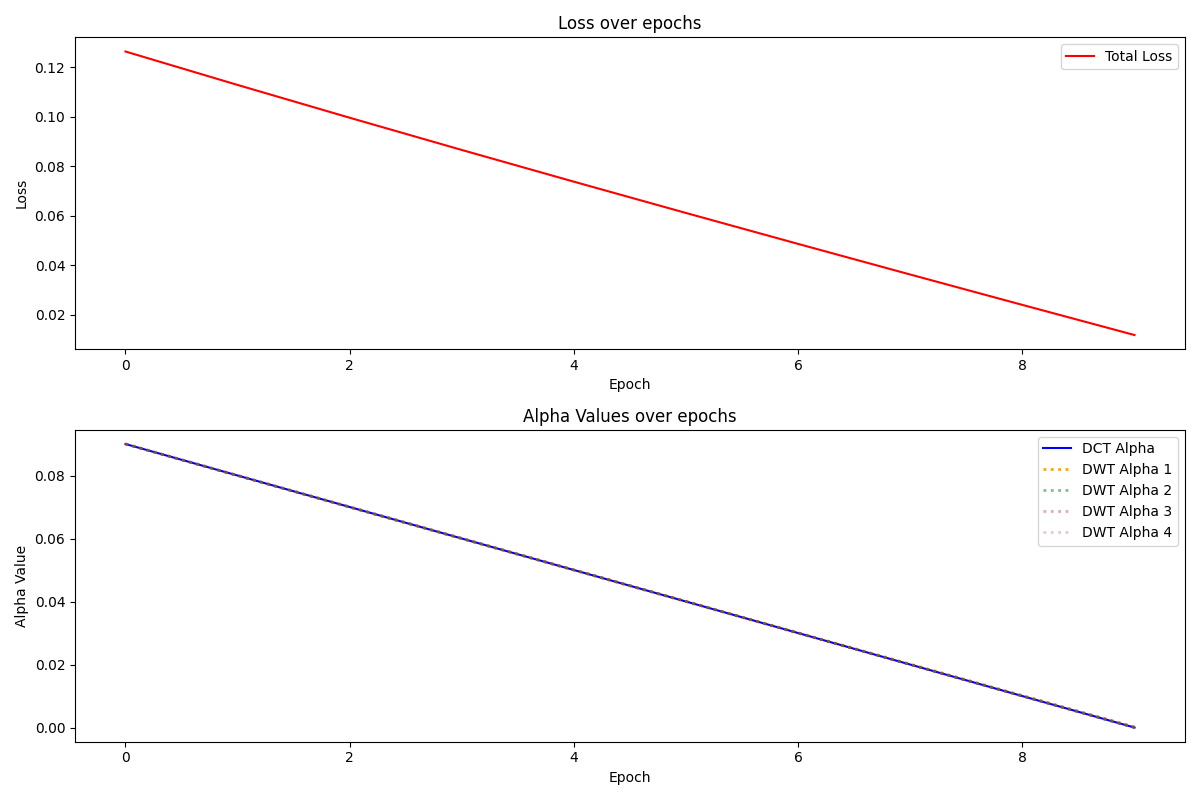 Loss over epochs
Total Loss
0.12
0.10
0.08
0.06
0.04
0.02
Loss
0 2 4 6 8
Epoch
Alpha Values over epochs
DCT Alpha
DWT Alpha 1
DWT Alpha 2
DWT Alpha 3
DWT Alpha 4
0.08
0.06
0.04
0.02
0.00
Alpha Value
0 2 4 6 8
Epoch